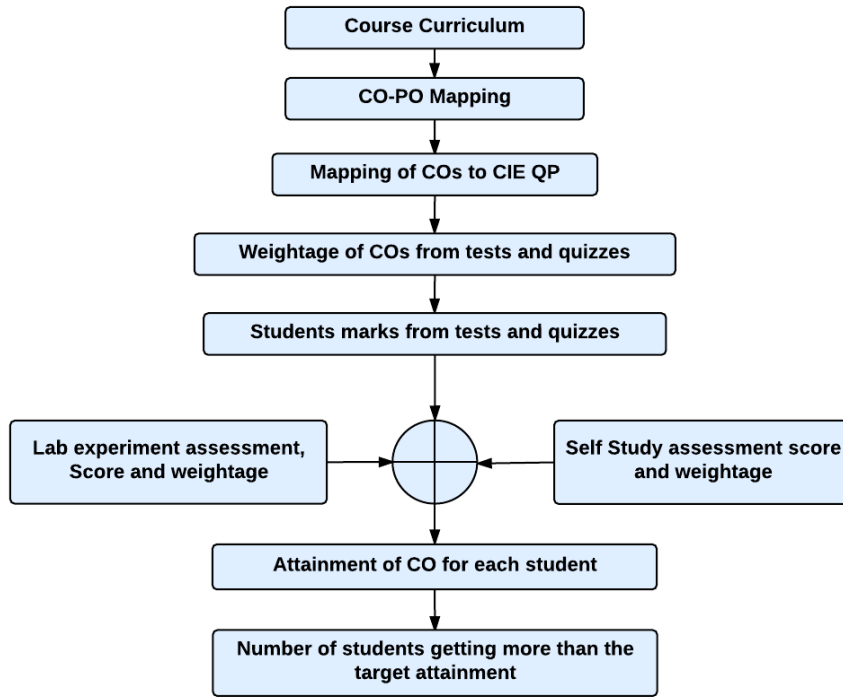 Course Curriculum
CO-PO Mapping
Mapping of COs to CIE QP
Weightage of COs from tests and quizzes
Students marks from tests and quizzes
Lab experiment assessment,
Score and weightage
Self Study assessment score
and weightage
Attainment of CO for each student
Number of students getting more than the
target attainment